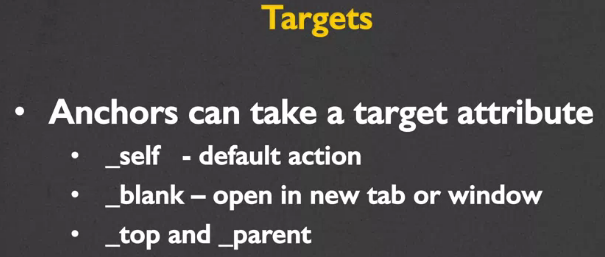 Targets
• Anchors can take a target attribute
• _self - default action
• _blank – open in new tab or window
• _top and _parent